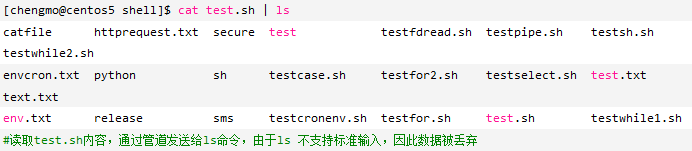 [chengmo@centos5 shell]$ cat test.sh | ls
catfile httprequest.txt secure test testfdread.sh testpipe.sh testsh.sh
testwhile2.sh
envcron.txt python sh testcase.sh testfor2.sh testselect.sh test.txt
text.txt
env.txt release sms testcronenv.sh testfor.sh test.sh testwhile1.sh
#读取test.sh内容，通过管道发送给ls命令，由于ls 不支持标准输入，因此数据被丢弃